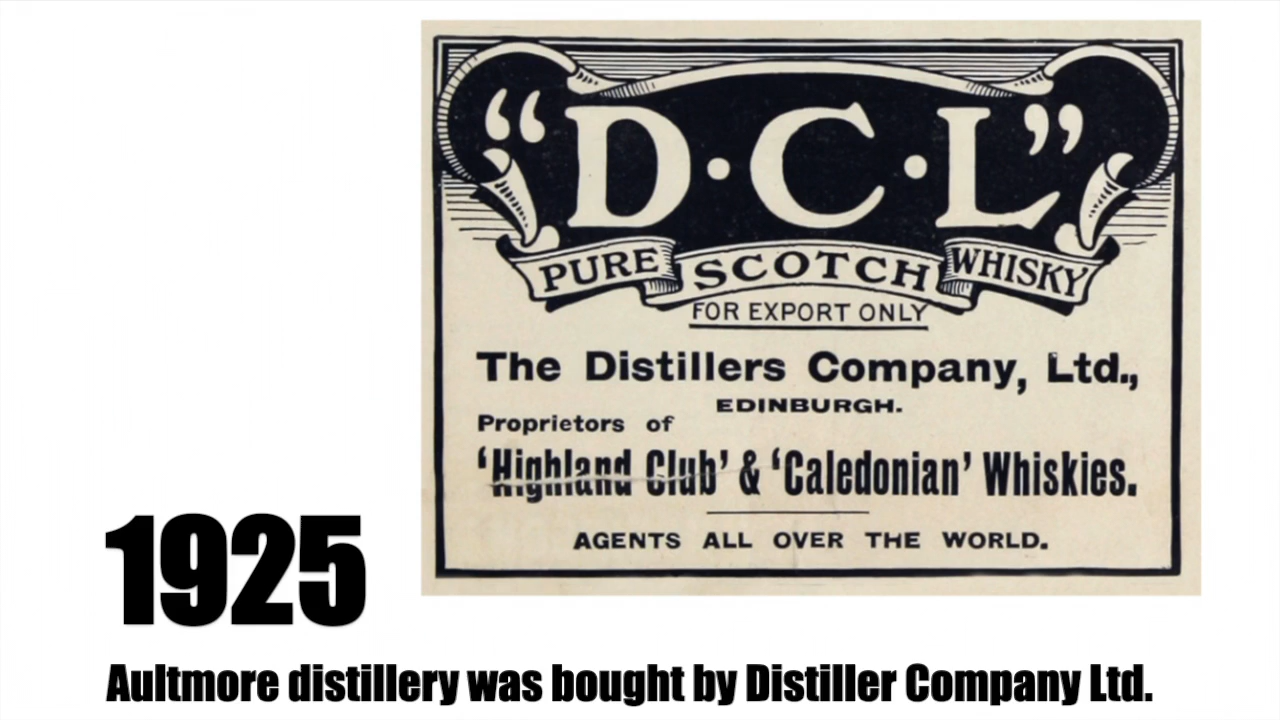 “D·C·L”
PURE SCOTCH WHISKY
FOR EXPORT ONLY
The Distillers Company, Ltd.,
EDINBURGH.
Proprietors of
‘Highland Club’ & ‘Caledonian’ Whiskies.
AGENTS ALL OVER THE WORLD.
1925
Aultmore distillery was bought by Distiller Company Ltd.